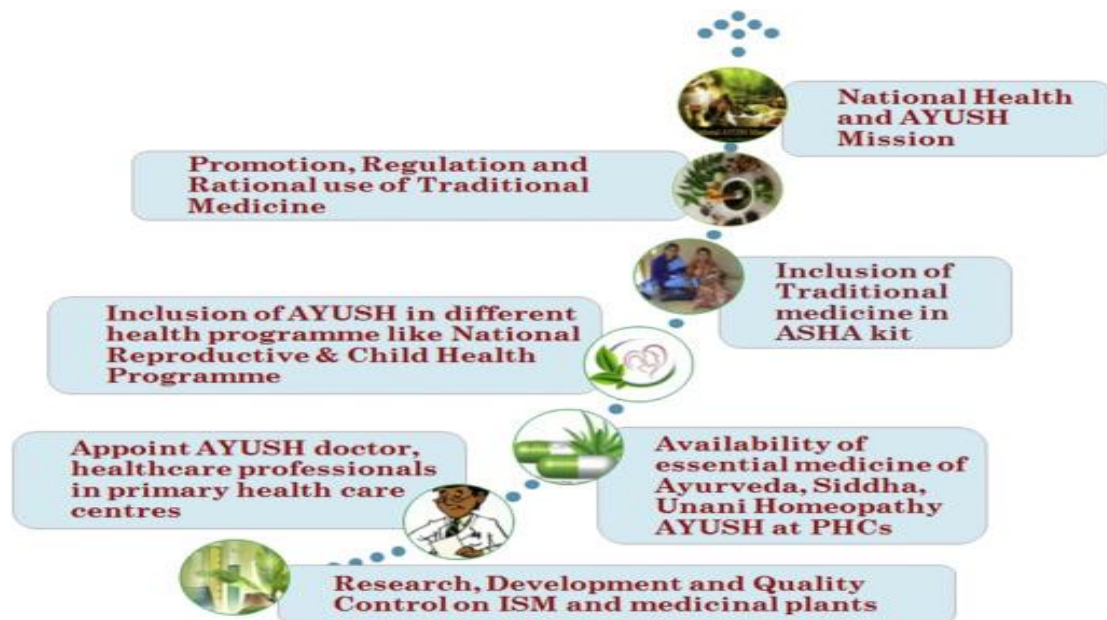 National Health
and AYUSH
Mission
Promotion, Regulation and
Rational use of Traditional
Medicine
Inclusion of
Traditional
medicine in
ASHA kit
Inclusion of AYUSH in different
health programme like National
Reproductive & Child Health
Programme
Appoint AYUSH doctor,
healthcare professionals
in primary health care
centres
Availability of
essential medicine of
Ayurveda, Siddha,
Unani Homeopathy
AYUSH at PHCs
Research, Development and Quality
Control on ISM and medicinal plants